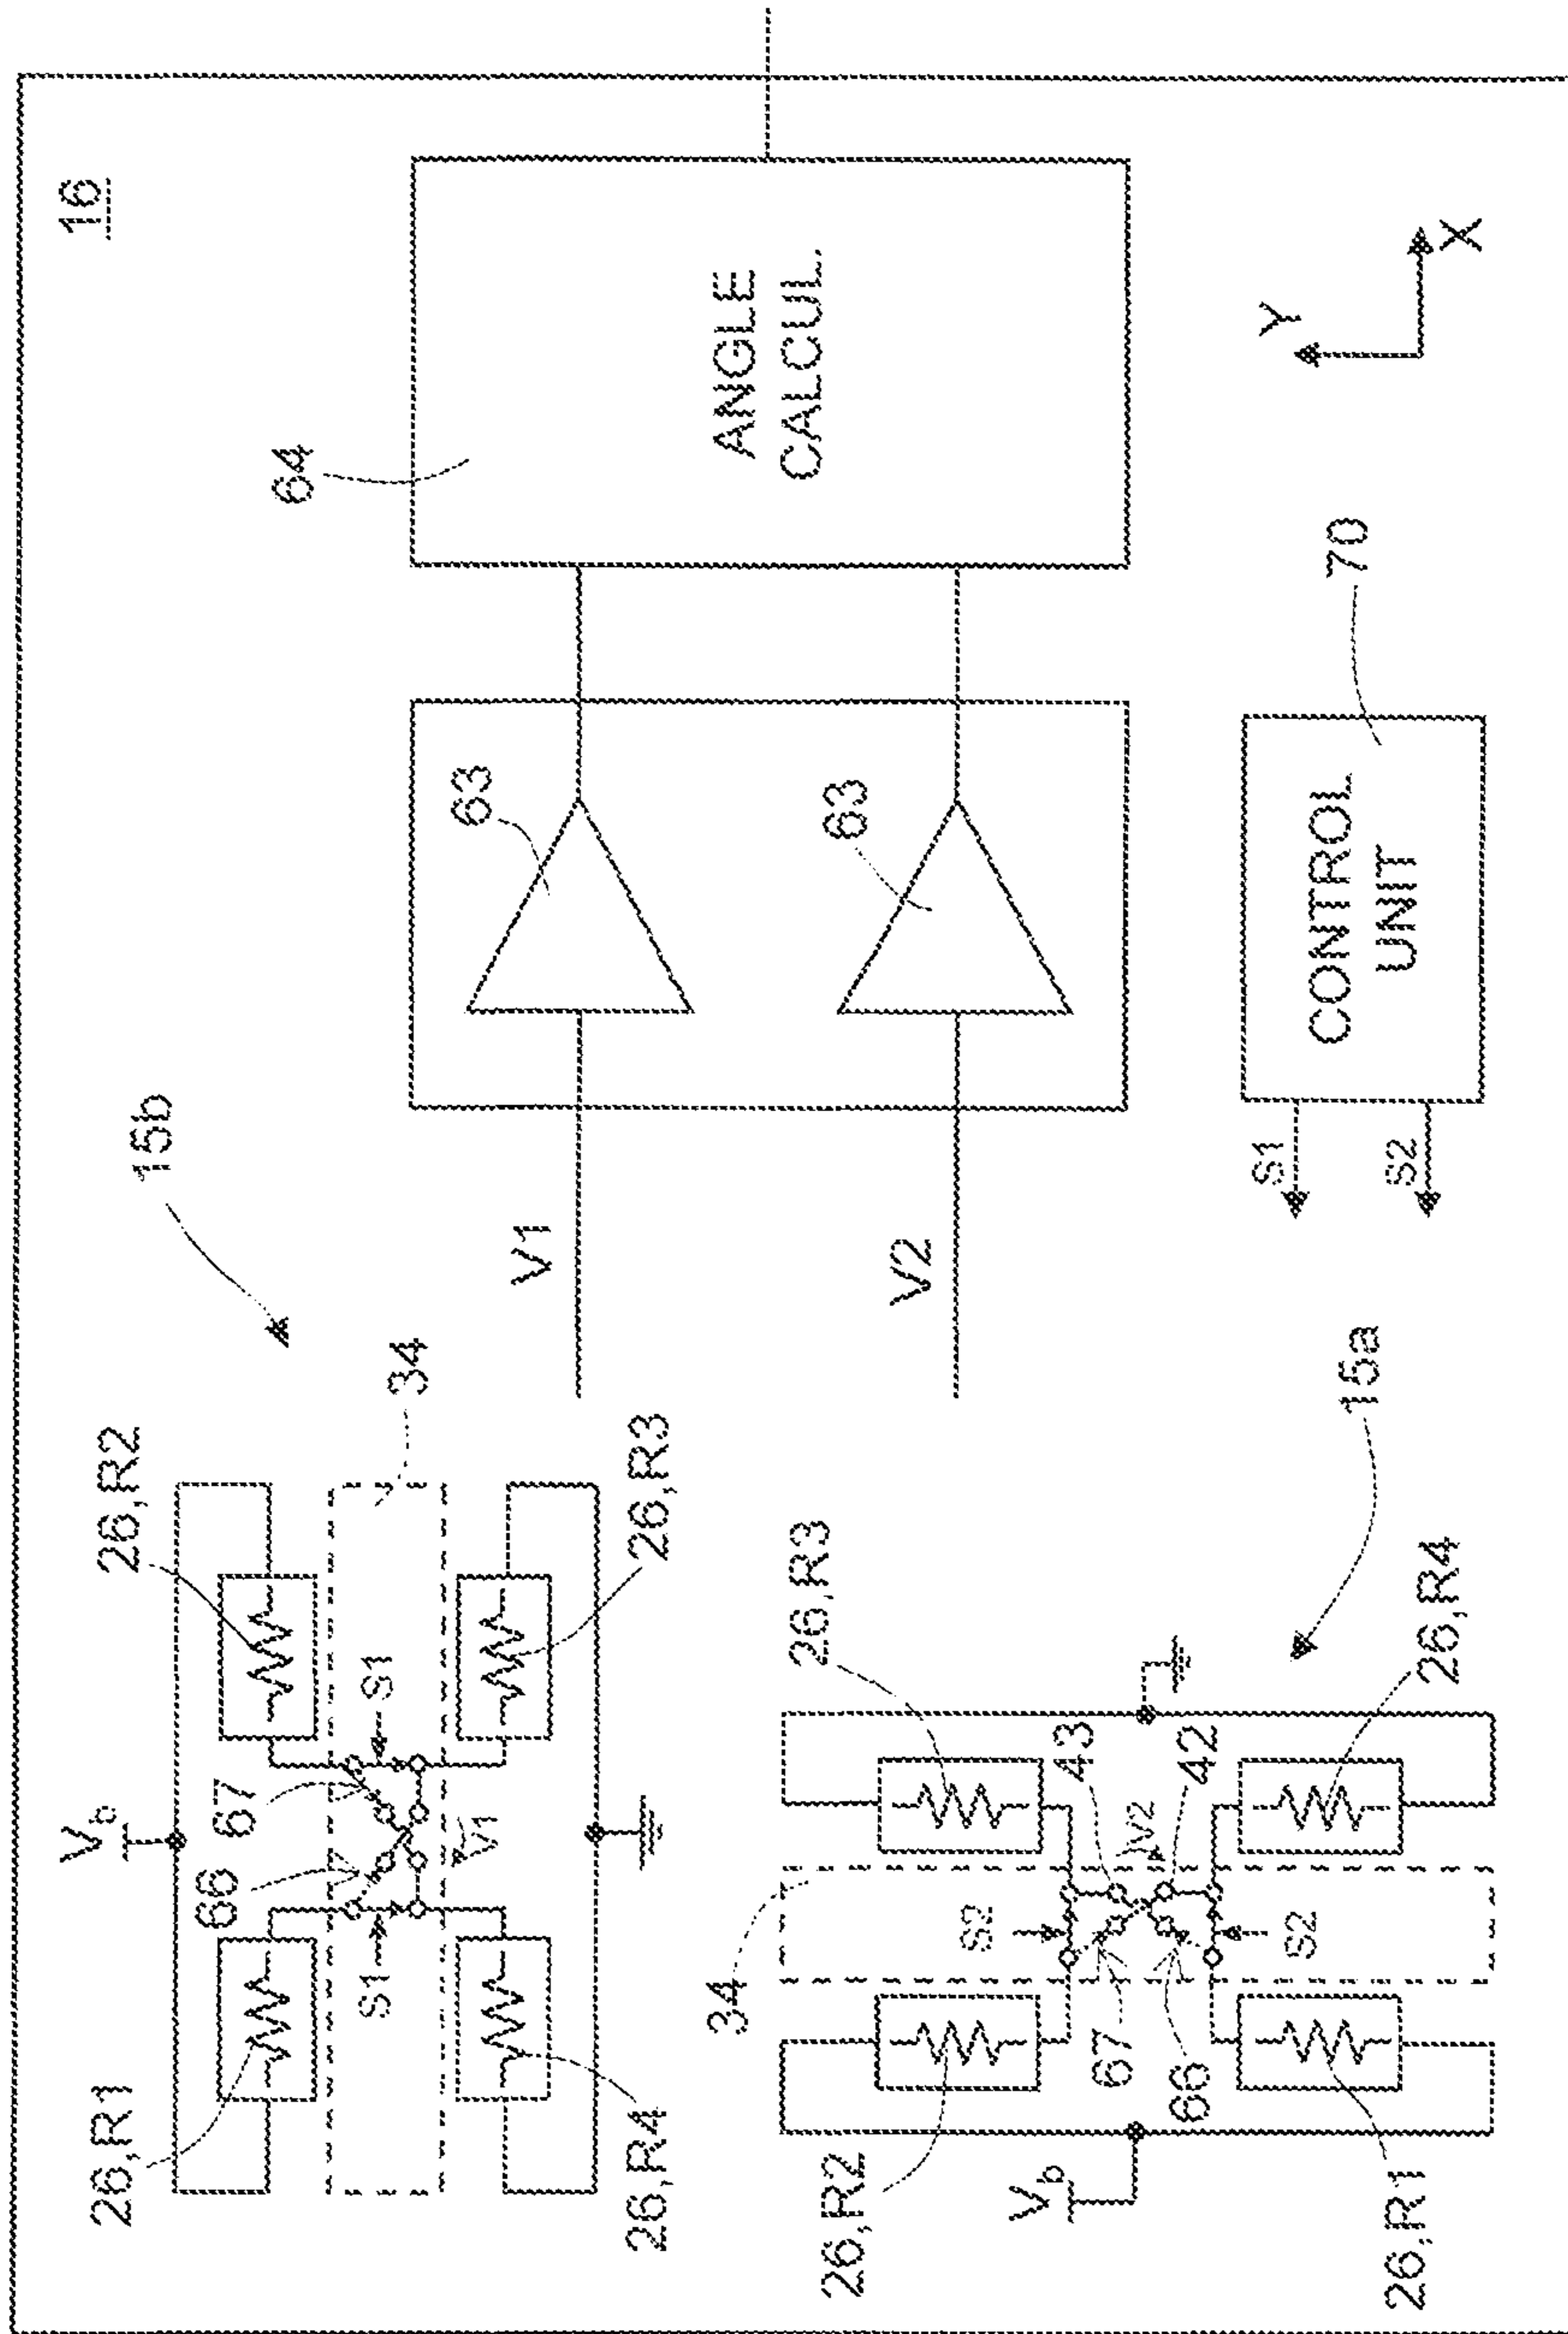 16
15b
Vb
26,R1
26,R2
66
67
S1
S1
34
V1
26,R4
26,R3
V1
63
64
ANGLE
CALCUL.
V2
63
34
26,R2
26,R3
S2
67
43
V2
66
42
S2
Vb
26,R1
26,R4
15a
S1
S2
CONTROL
UNIT
70
Y
X